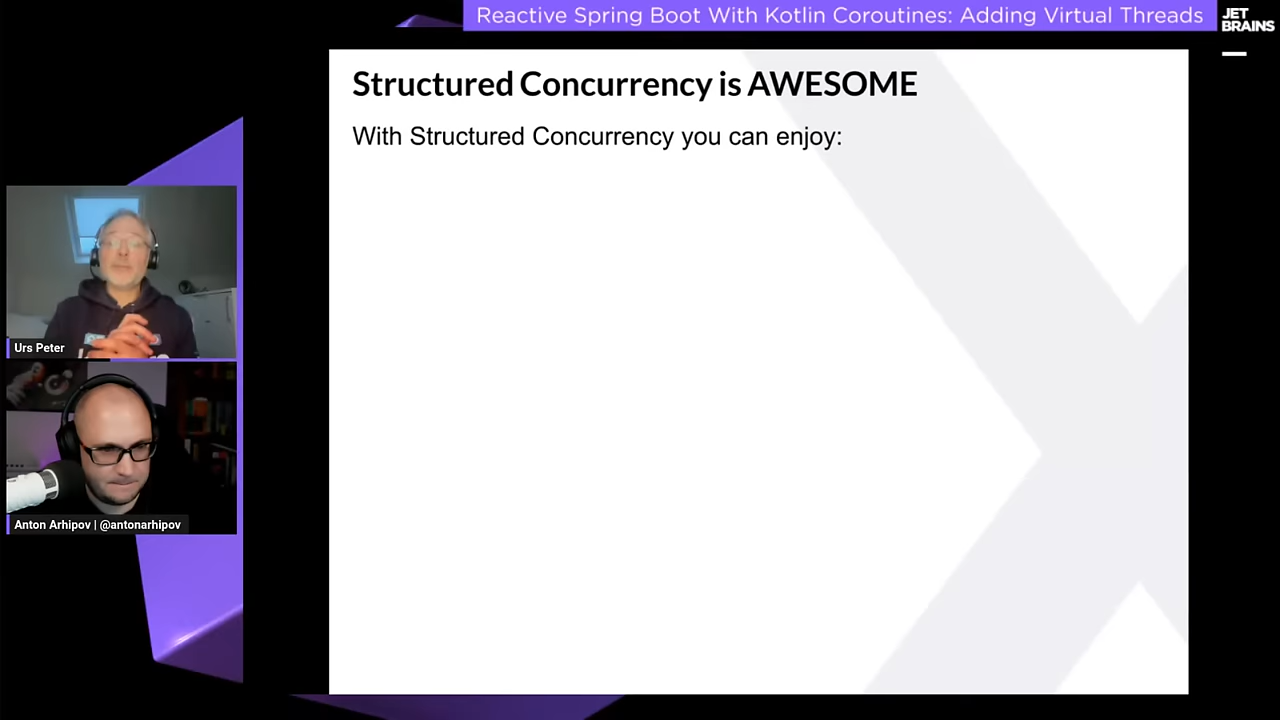 Reactive Spring Boot With Kotlin Coroutines: Adding Virtual Threads
JET
BRAINS
Structured Concurrency is AWESOME
With Structured Concurrency you can enjoy:
Urs Peter
Anton Arhipov | @antonarhipov